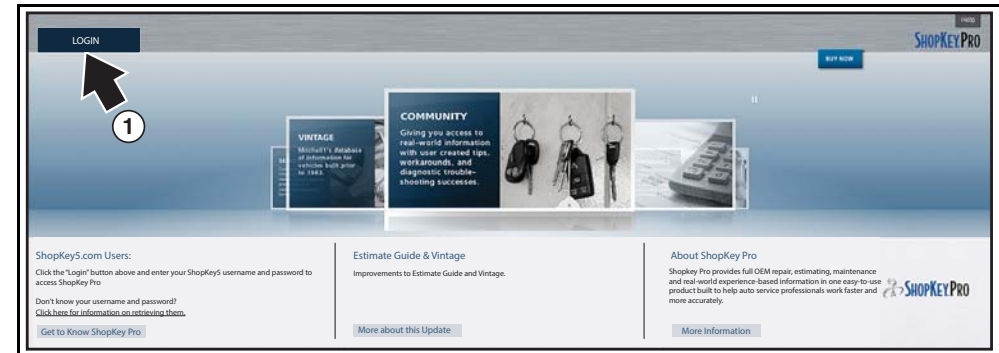 Help
LOGIN
SHOPKEY PRO
BUY NOW
1
COMMUNITY
Giving you access to
real-world information
with user created tips,
workarounds, and
diagnostic trouble-
shooting successes.
VINTAGE
Mitchell1's database
of information for
vehicles built prior
to 1983.
ShopKey5.com Users:
Click the "Login" button above and enter your ShopKey5 username and password to
access ShopKey Pro
Don't know your username and password?
Click here for information on retrieving them.
Get to Know ShopKey Pro
Estimate Guide & Vintage
Improvements to Estimate Guide and Vintage.
More about this Update
About ShopKey Pro
Shopkey Pro provides full OEM repair, estimating, maintenance
and real-world experience-based information in one easy-to-use
product built to help auto service professionals work faster and
more accurately.
More Information
SHOPKEY PRO